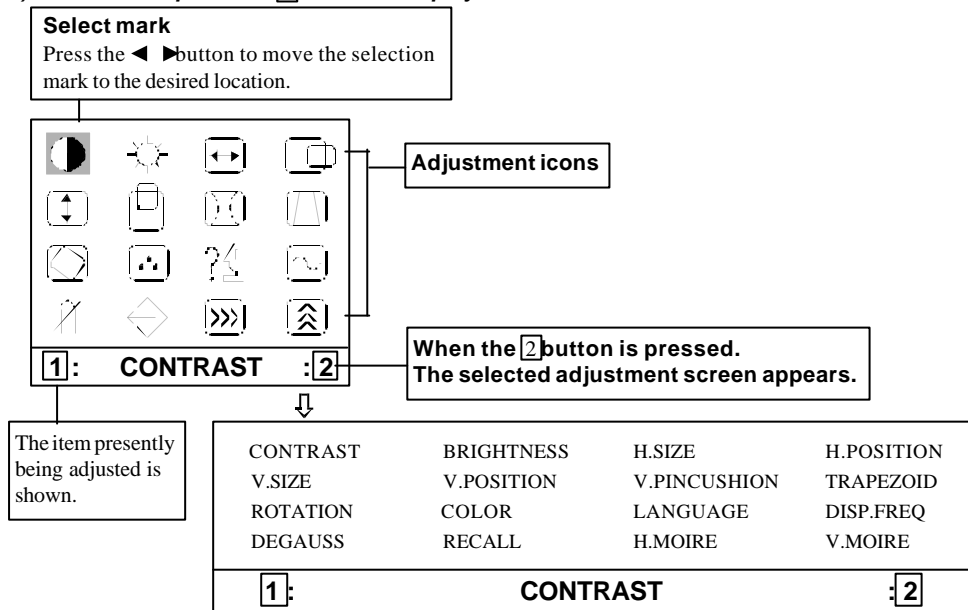 Select mark
Press the ◀ ▶button to move the selection
mark to the desired location.
Adjustment icons
1: CONTRAST :2
When the 2 button is pressed.
The selected adjustment screen appears.
The item presently
being adjusted is
shown.
CONTRAST BRIGHTNESS H.SIZE H.POSITION
V.SIZE V.POSITION V.PINCUSHION TRAPEZOID
ROTATION COLOR LANGUAGE DISP.FREQ
DEGAUSS RECALL H.MOIRE V.MOIRE
1: CONTRAST :2